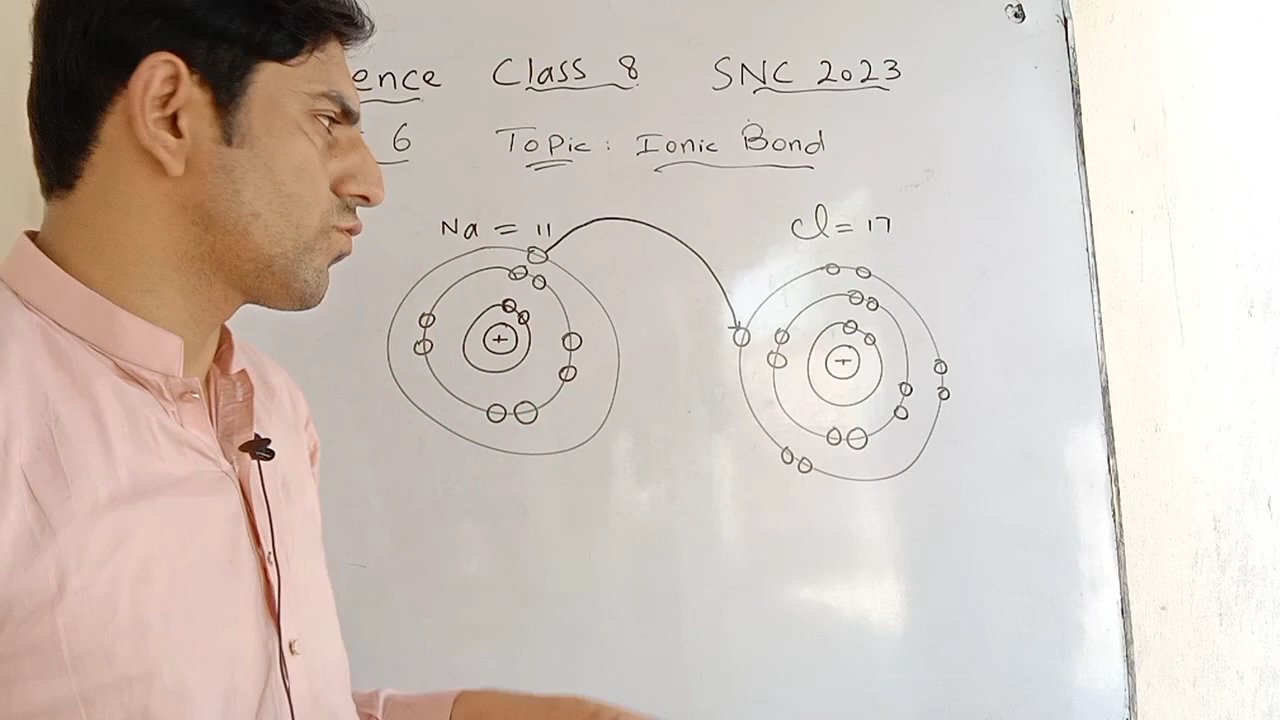 ence Class 8 SNC 2023
6 Topic: Ionic Bond
Na = 11 Cl = 17
+ +